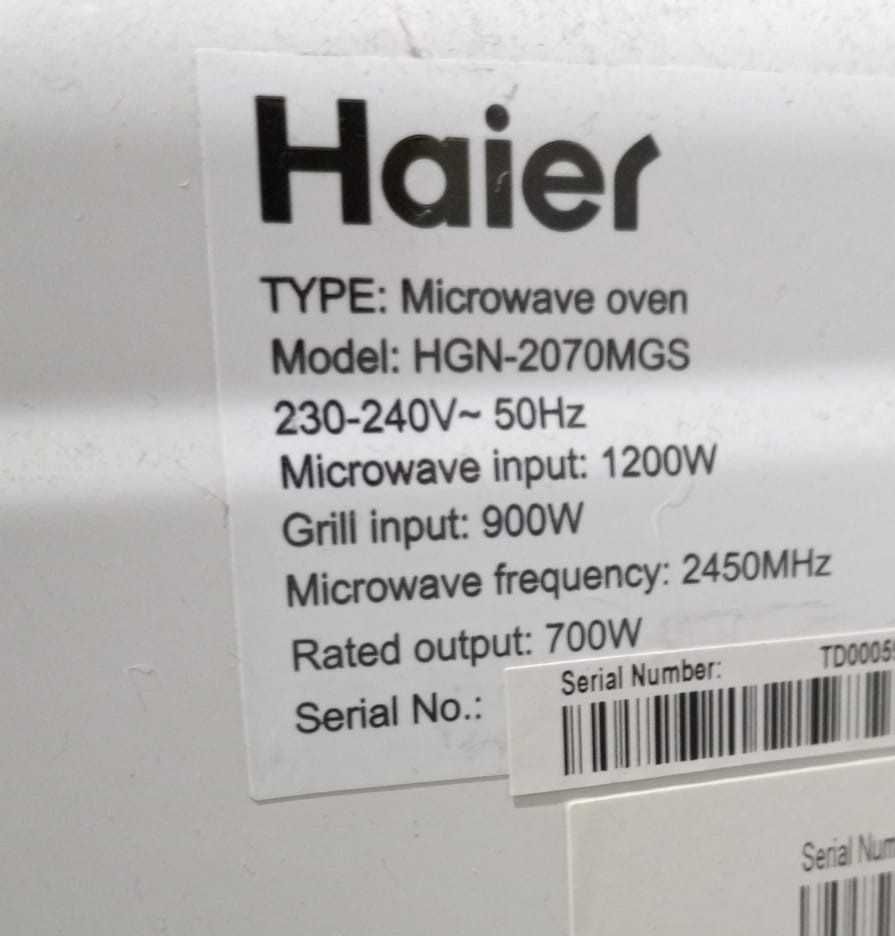 Haier
TYPE: Microwave oven
Model: HGN-2070MGS
230-240V~ 50Hz
Microwave input: 1200W
Grill input: 900W
Microwave frequency: 2450MHz
Rated output: 700W
Serial No.:
Serial Number:
Serial